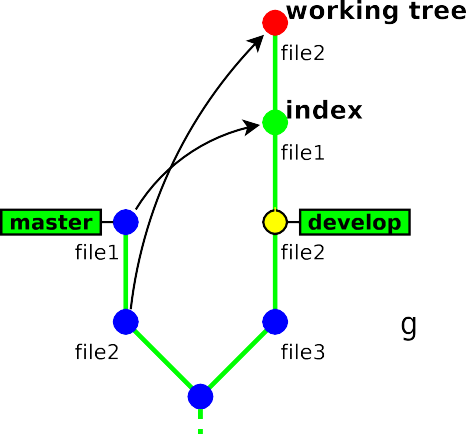 working tree
file2
index
file1
master
develop
file1
file2
file2
file3
g